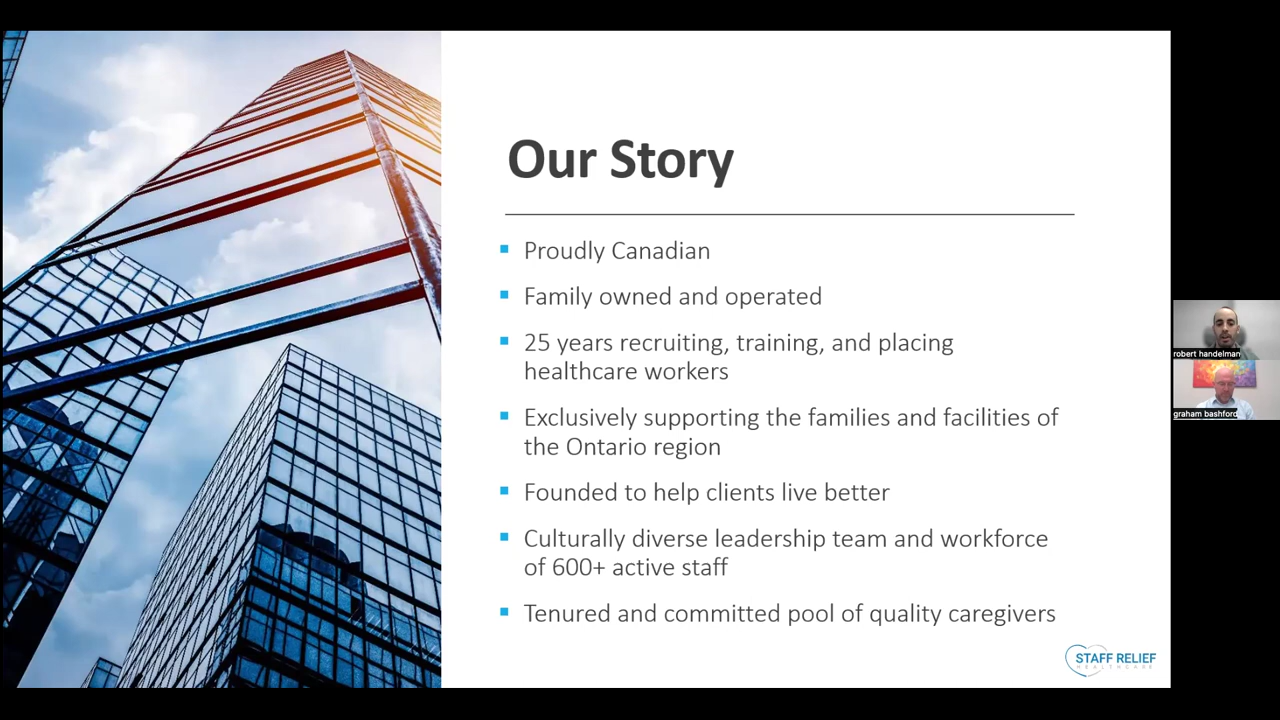 Our Story
Proudly Canadian
Family owned and operated
25 years recruiting, training, and placing
healthcare workers
Exclusively supporting the families and facilities of
the Ontario region
Founded to help clients live better
Culturally diverse leadership team and workforce
of 600+ active staff
Tenured and committed pool of quality caregivers
STAFF RELIEF
HEALTHCARE
robert handelman
graham bashford